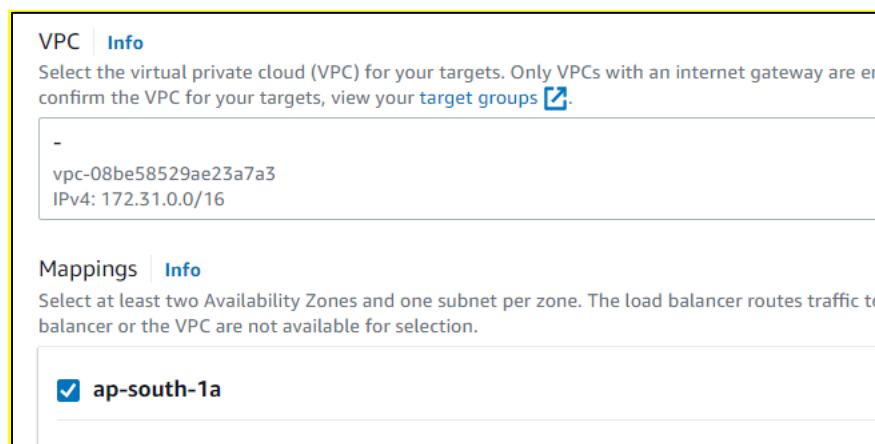 VPC Info
Select the virtual private cloud (VPC) for your targets. Only VPCs with an internet gateway are
confirm the VPC for your targets, view your target groups.
-
vpc-08be58529ae23a7a3
IPv4: 172.31.0.0/16
Mappings Info
Select at least two Availability Zones and one subnet per zone. The load balancer routes traffic
balancer or the VPC are not available for selection.
ap-south-1a